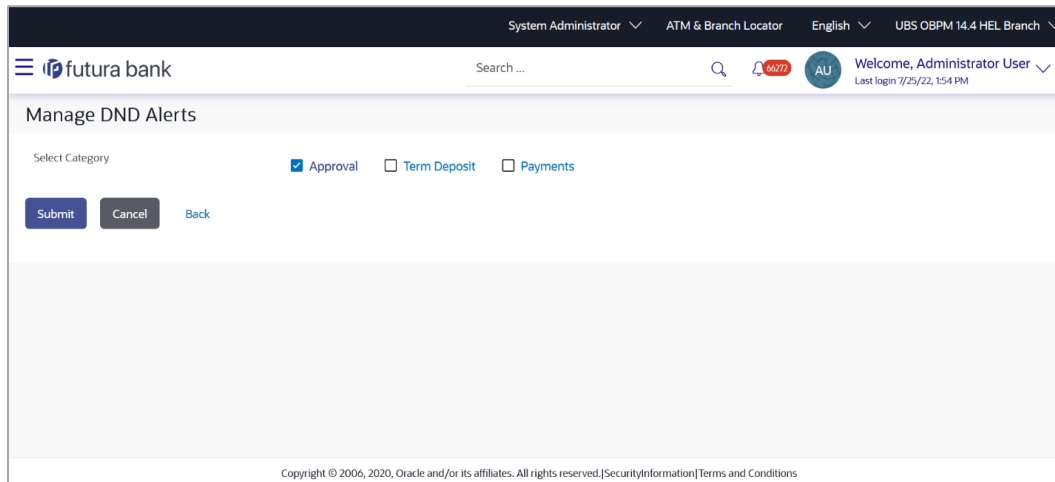 System Administrator ATM & Branch Locator English UBS OBPM 14.4 HEL Branch
futura bank Search ... 66272 AU Welcome, Administrator User
Last login 7/25/22, 1:54 PM
Manage DND Alerts
Select Category
Approval Term Deposit Payments
Submit Cancel Back
Copyright © 2006, 2020, Oracle and/or its affiliates. All rights reserved.|SecurityInformation|Terms and Conditions